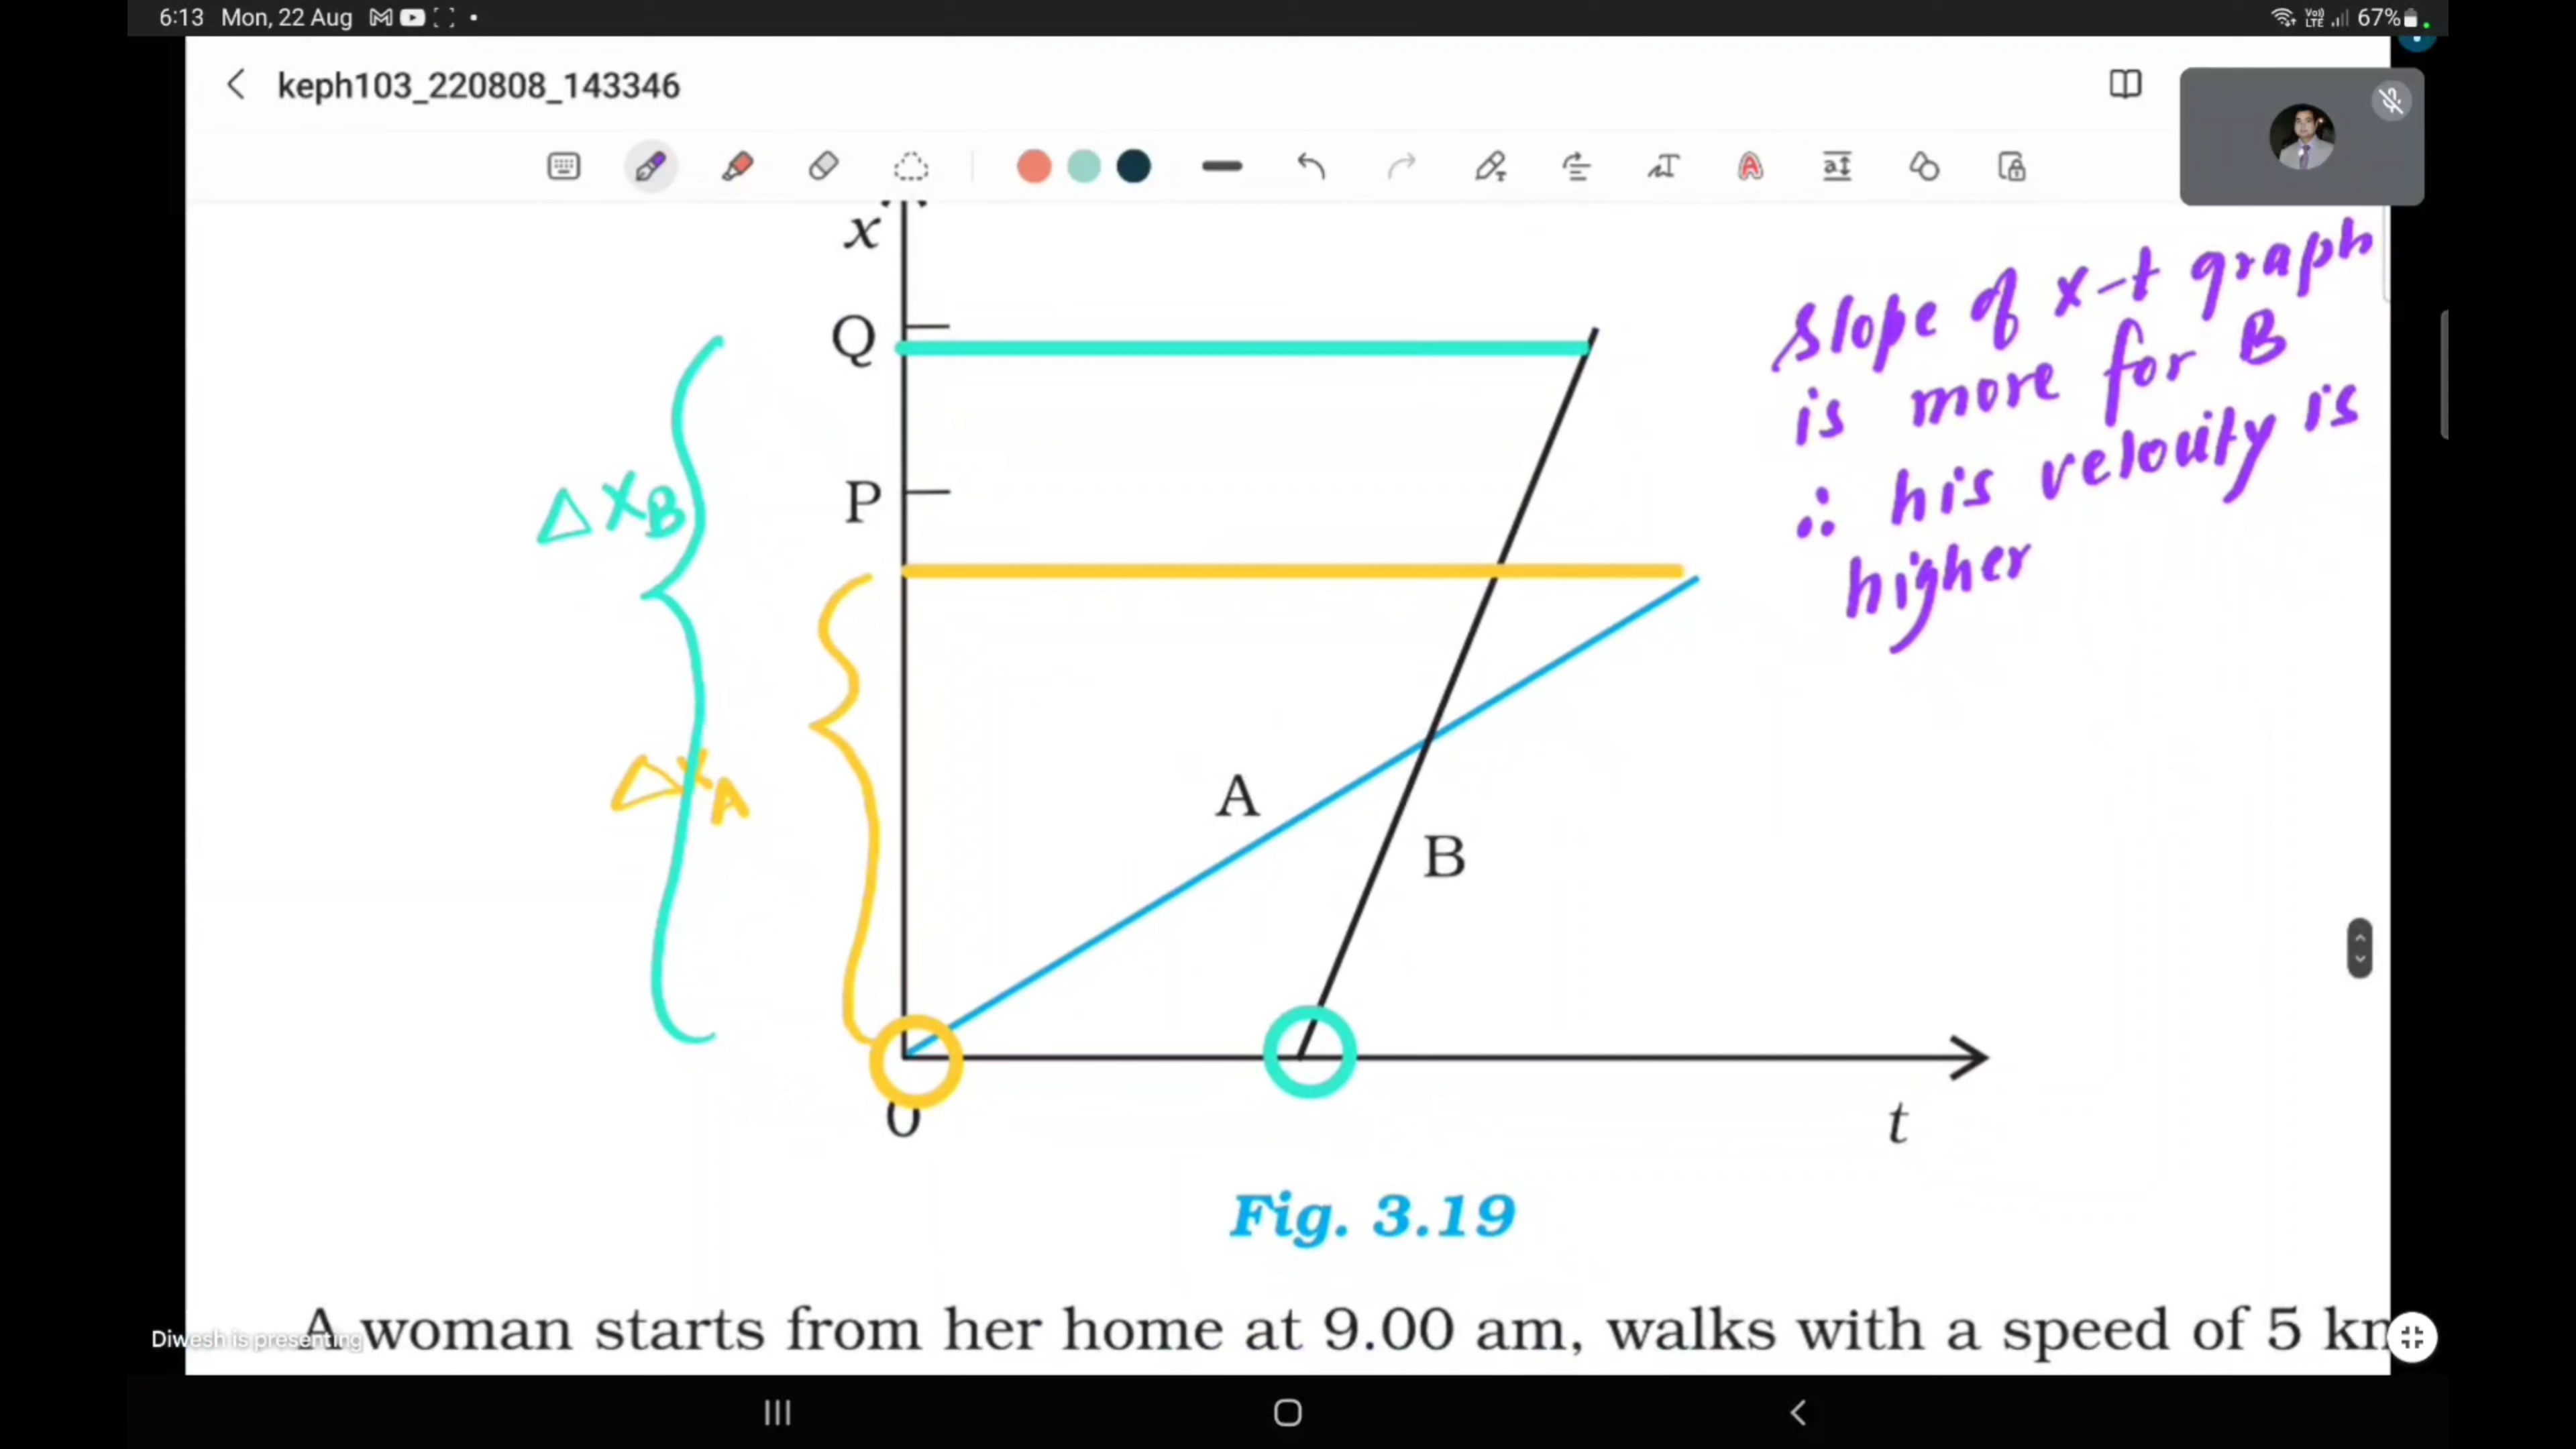 6:13 Mon, 22 Aug
VoI) LTE 67%
keph103_220808_143346
x
Q
P
ΔXB
ΔXA
A
B
0
t
Slope of x-t graph
is more for B
∴ his velocity is
higher
Fig. 3.19
A woman starts from her home at 9.00 am, walks with a speed of 5 km
Diwesh is presenting